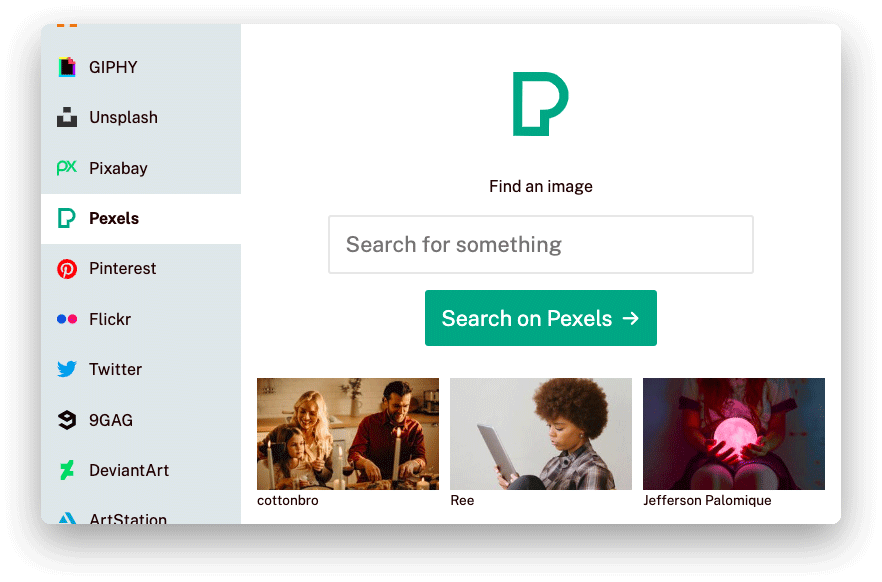 GIPHY
Unsplash
Pixabay
Pexels
Pinterest
Flickr
Twitter
9GAG
DeviantArt
ArtStation
Find an image
Search for something
Search on Pexels →
cottonbro
Ree
Jefferson Palomique